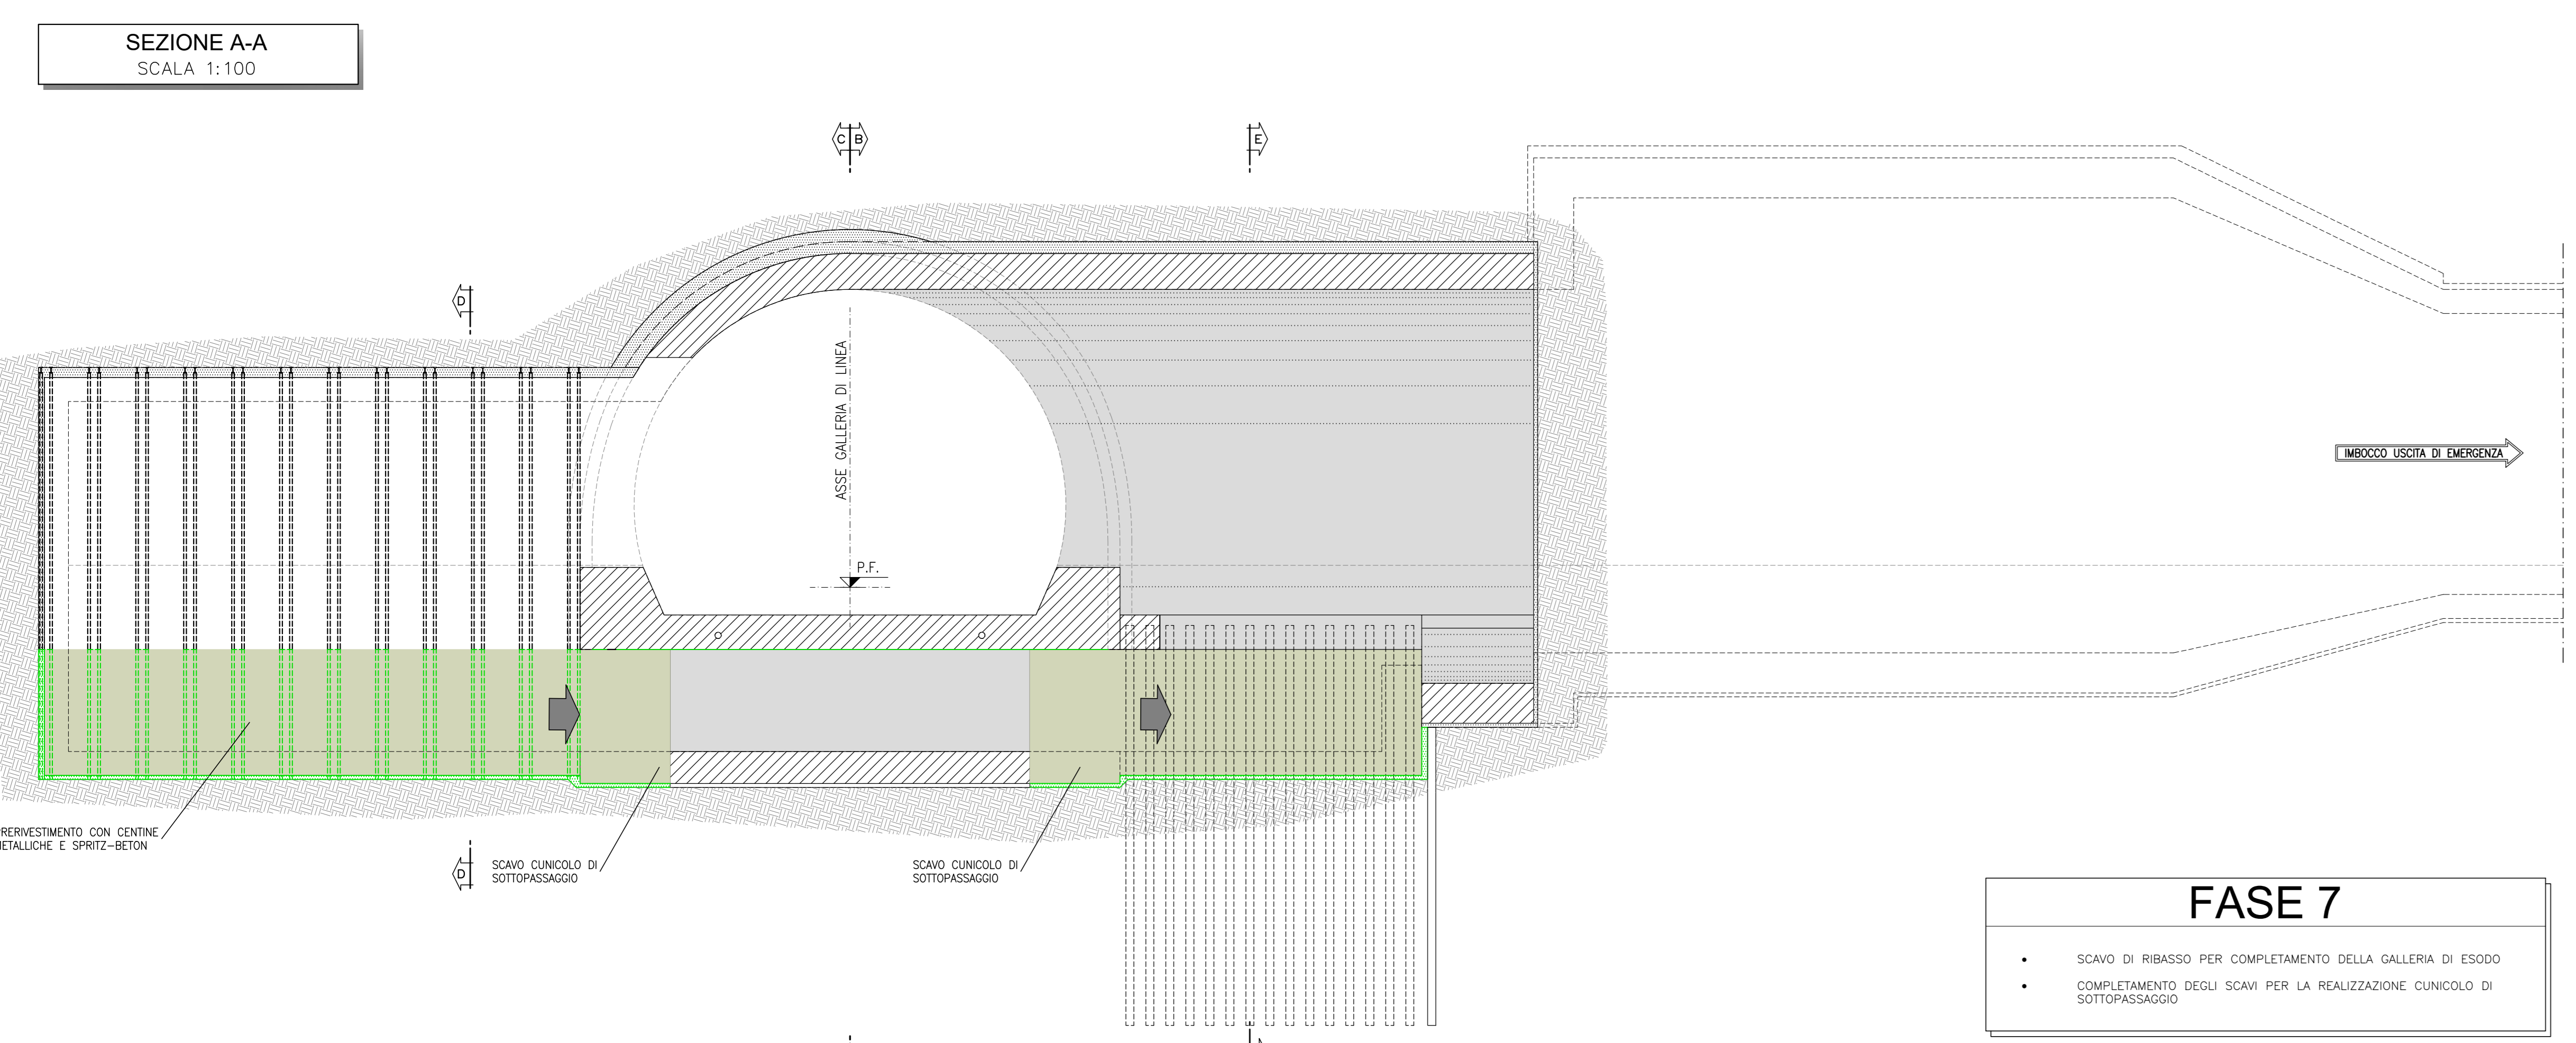 SEZIONE A-A
SCALA 1:100
C B
E
D
ASSE GALLERIA DI LINEA
P.F.
IMBOCCO USCITA DI EMERGENZA
PRERIVESTIMENTO CON CENTINE
METALLICHE E SPRITZ-BETON
D
SCAVO CUNICOLO DI
SOTTOPASSAGGIO
SCAVO CUNICOLO DI
SOTTOPASSAGGIO
FASE 7
• SCAVO DI RIBASSO PER COMPLETAMENTO DELLA GALLERIA DI ESODO
• COMPLETAMENTO DEGLI SCAVI PER LA REALIZZAZIONE CUNICOLO DI
SOTTOPASSAGGIO